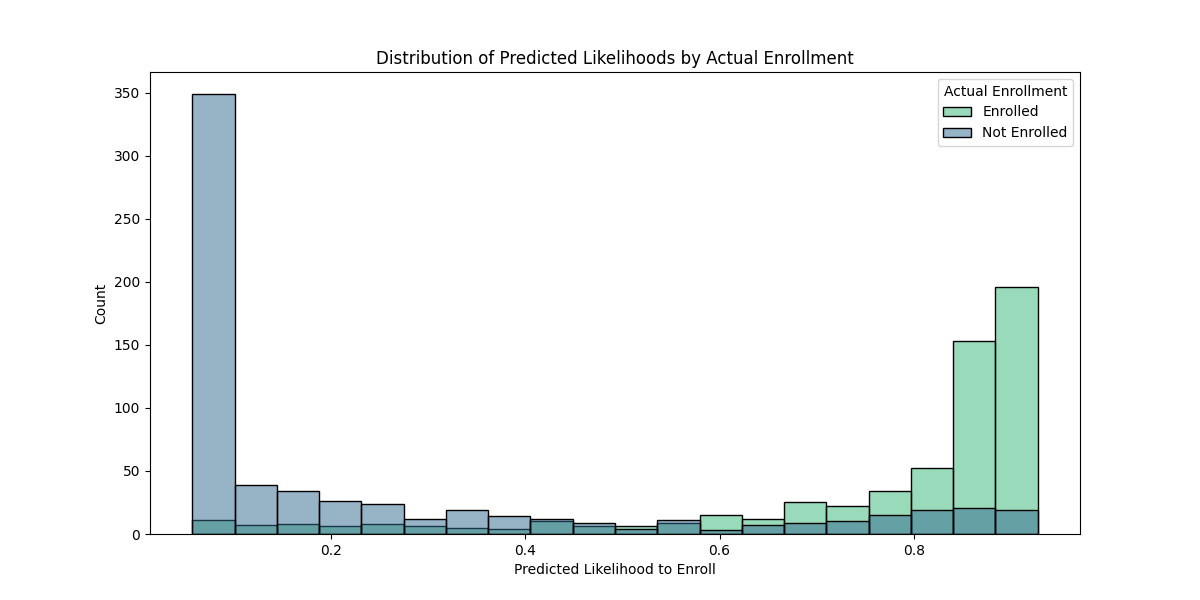 Distribution of Predicted Likelihoods by Actual Enrollment
350
300
250
200
150
100
50
0
Count
Actual Enrollment
Enrolled
Not Enrolled
0.2 0.4 0.6 0.8
Predicted Likelihood to Enroll